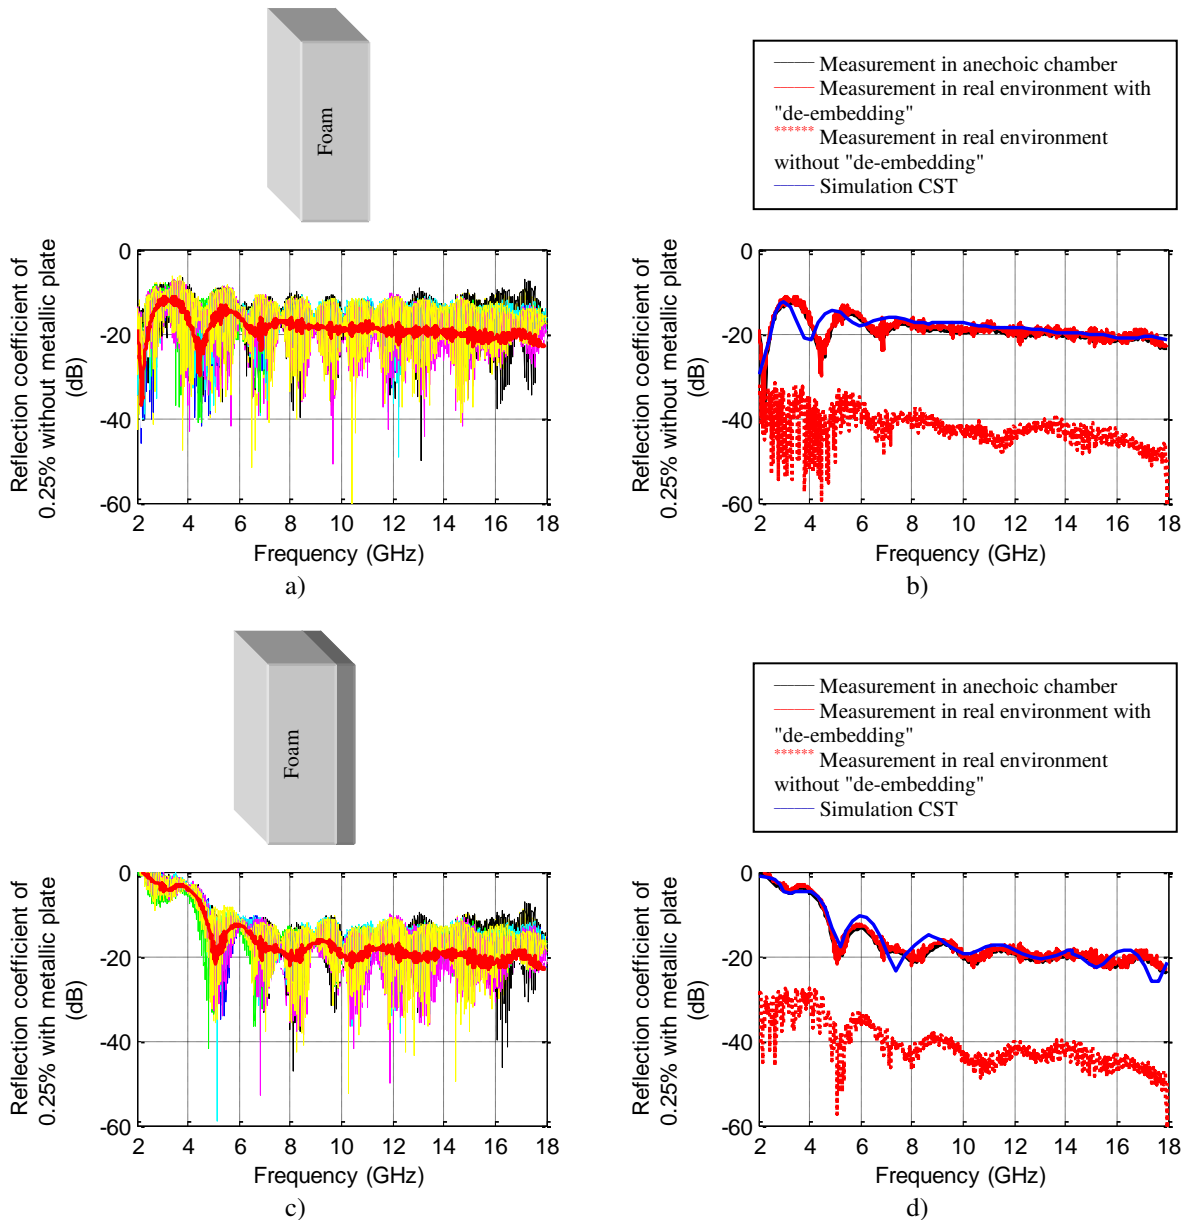 Foam
——— Measurement in anechoic chamber
——— Measurement in real environment with
"de-embedding"
****** Measurement in real environment
without "de-embedding"
——— Simulation CST
Reflection coefficient of
0.25% without metallic plate
(dB)
0
-20
-40
-60
2 4 6 8 10 12 14 16 18
Frequency (GHz)
a)
Reflection coefficient of
0.25% without metallic plate
(dB)
0
-20
-40
-60
2 4 6 8 10 12 14 16 18
Frequency (GHz)
b)
Foam
——— Measurement in anechoic chamber
——— Measurement in real environment with
"de-embedding"
****** Measurement in real environment
without "de-embedding"
——— Simulation CST
Reflection coefficient of
0.25% with metallic plate
(dB)
0
-20
-40
-60
2 4 6 8 10 12 14 16 18
Frequency (GHz)
c)
Reflection coefficient of
0.25% with metallic plate
(dB)
0
-20
-40
-60
2 4 6 8 10 12 14 16 18
Frequency (GHz)
d)